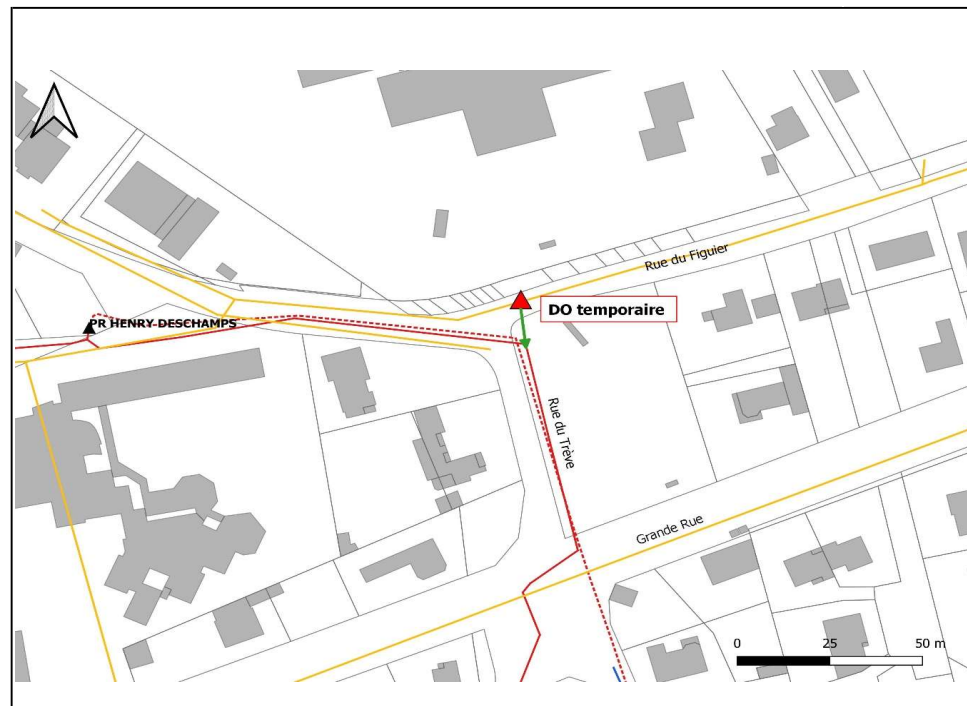 Rue du Figuier
DO temporaire
PR HENRY-DESCHAMPS
Rue du Trève
Grande Rue
0 25 50 m